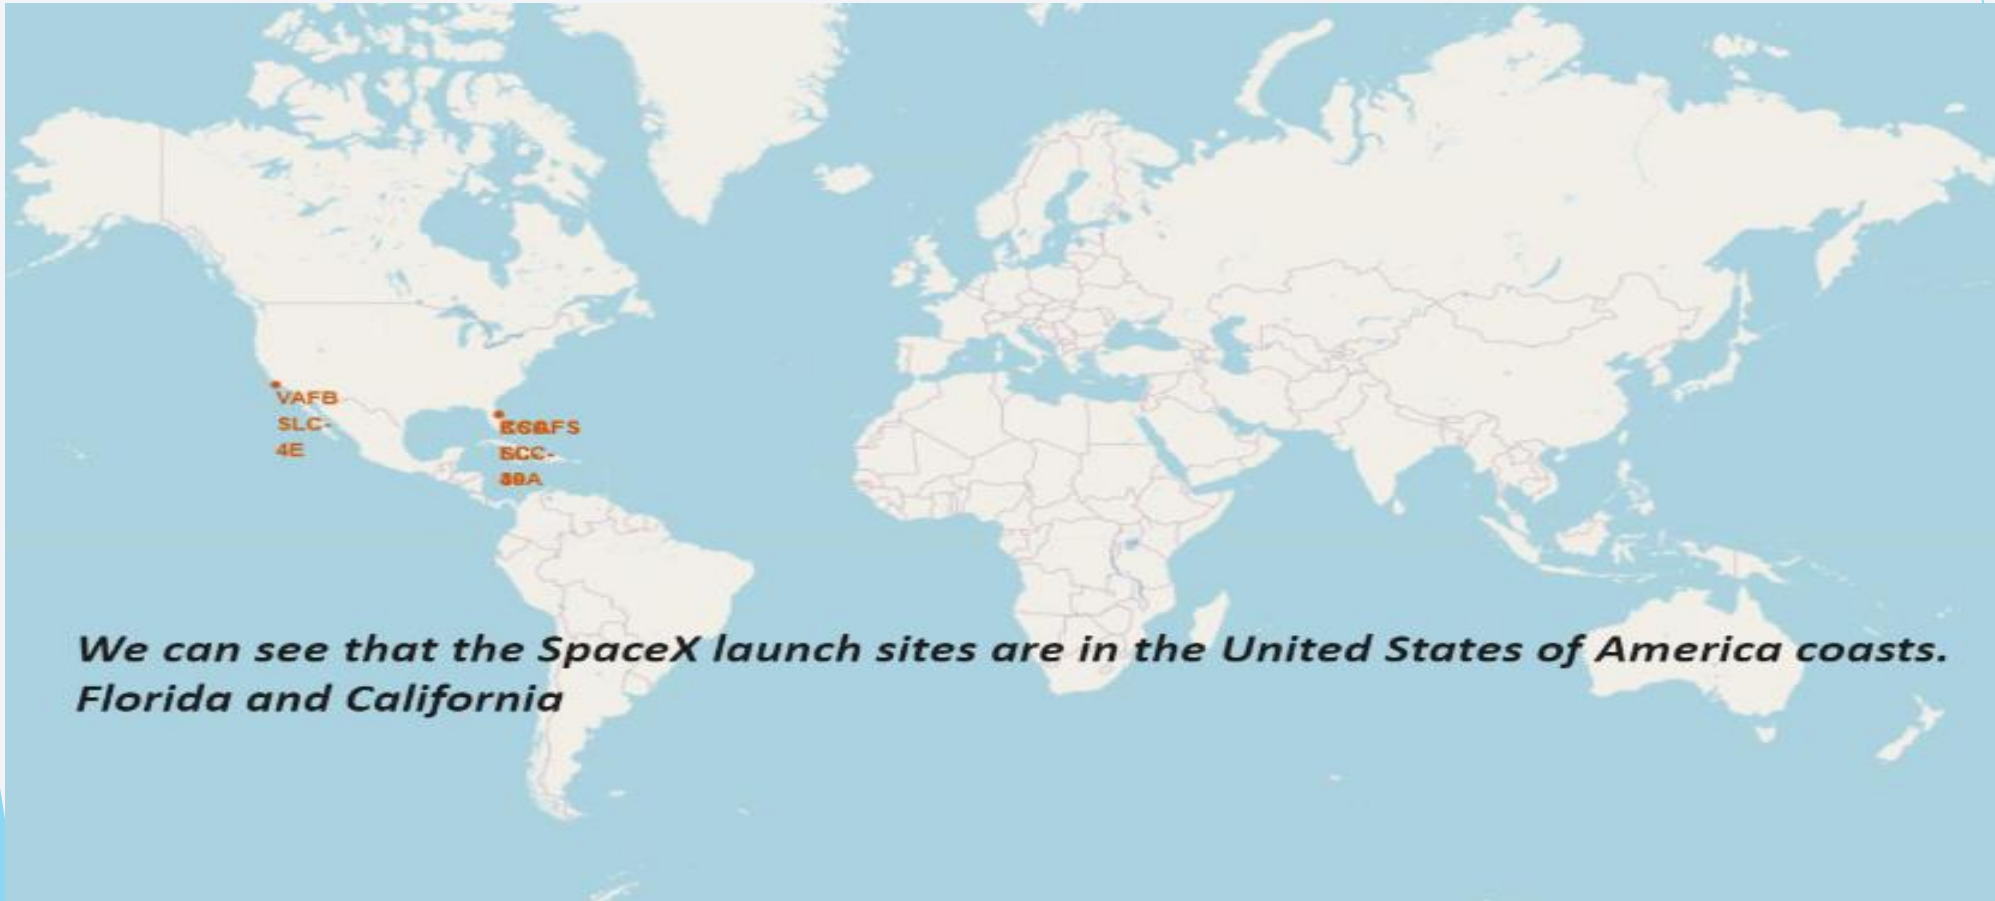 VAFB
SLC-
4E
We can see that the SpaceX launch sites are in the United States of America coasts.
Florida and California